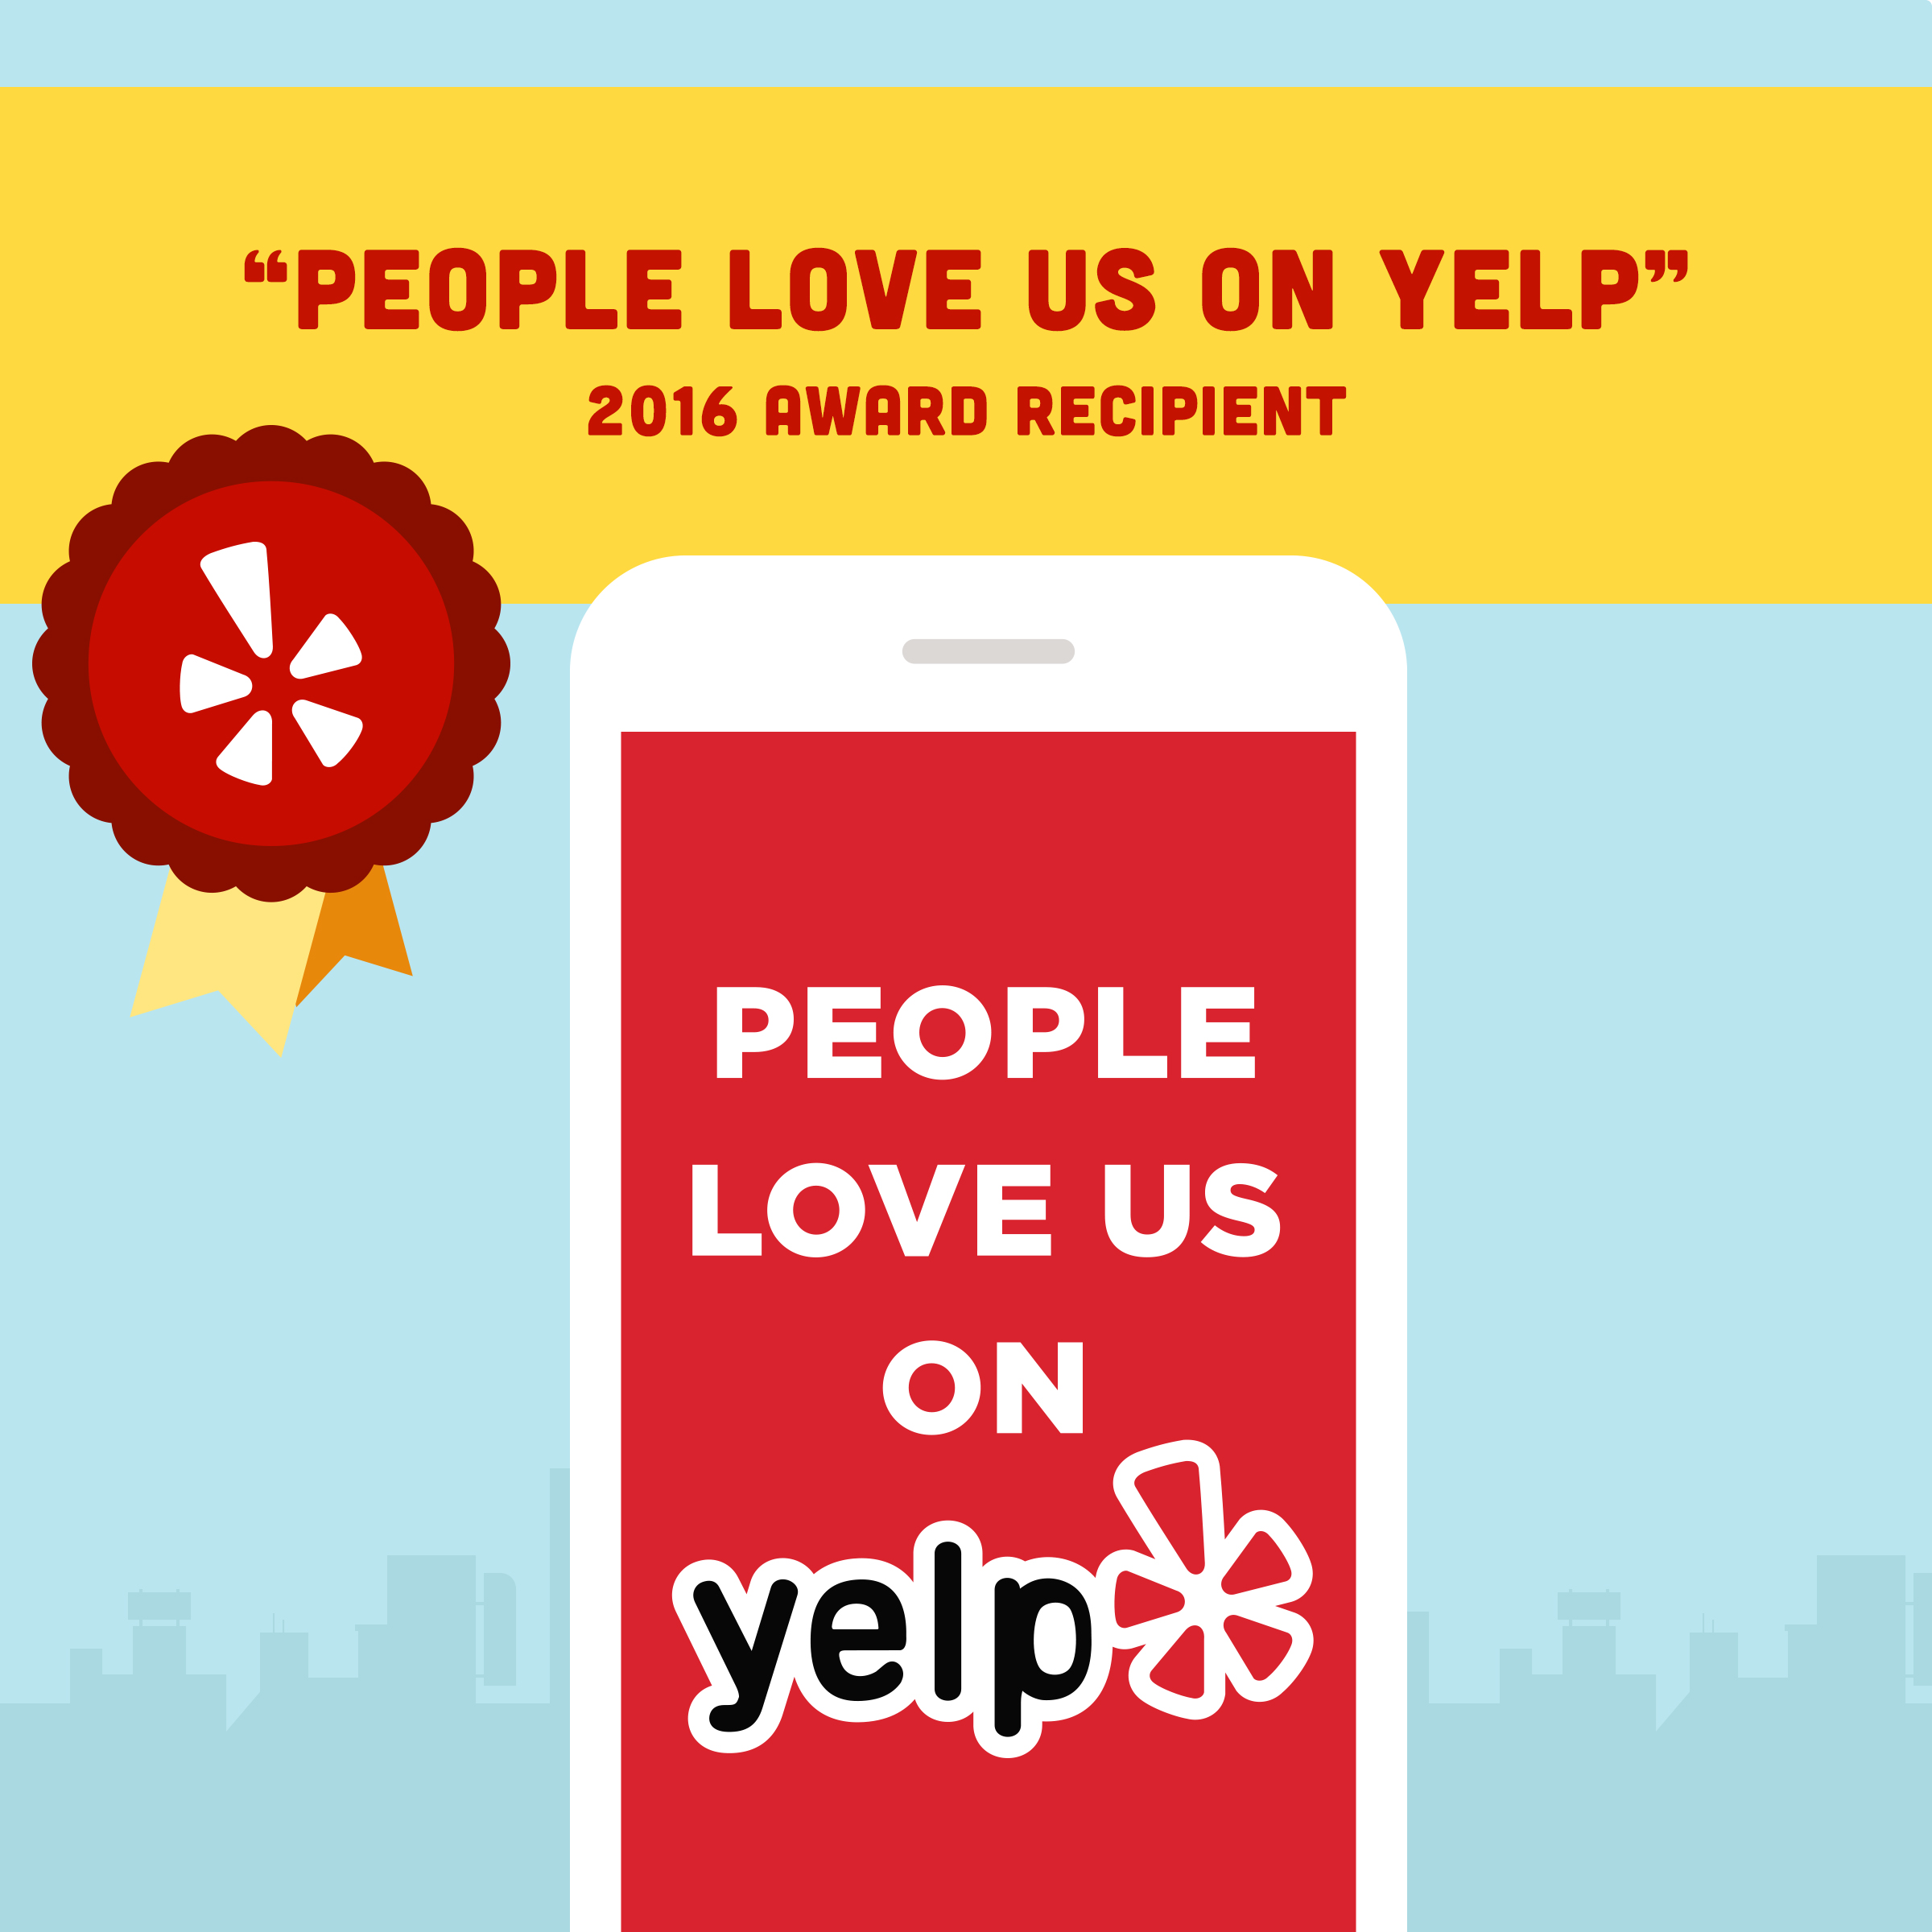 “PEOPLE LOVE US ON YELP”
2016 AWARD RECIPIENT
PEOPLE
LOVE US
ON
yelp